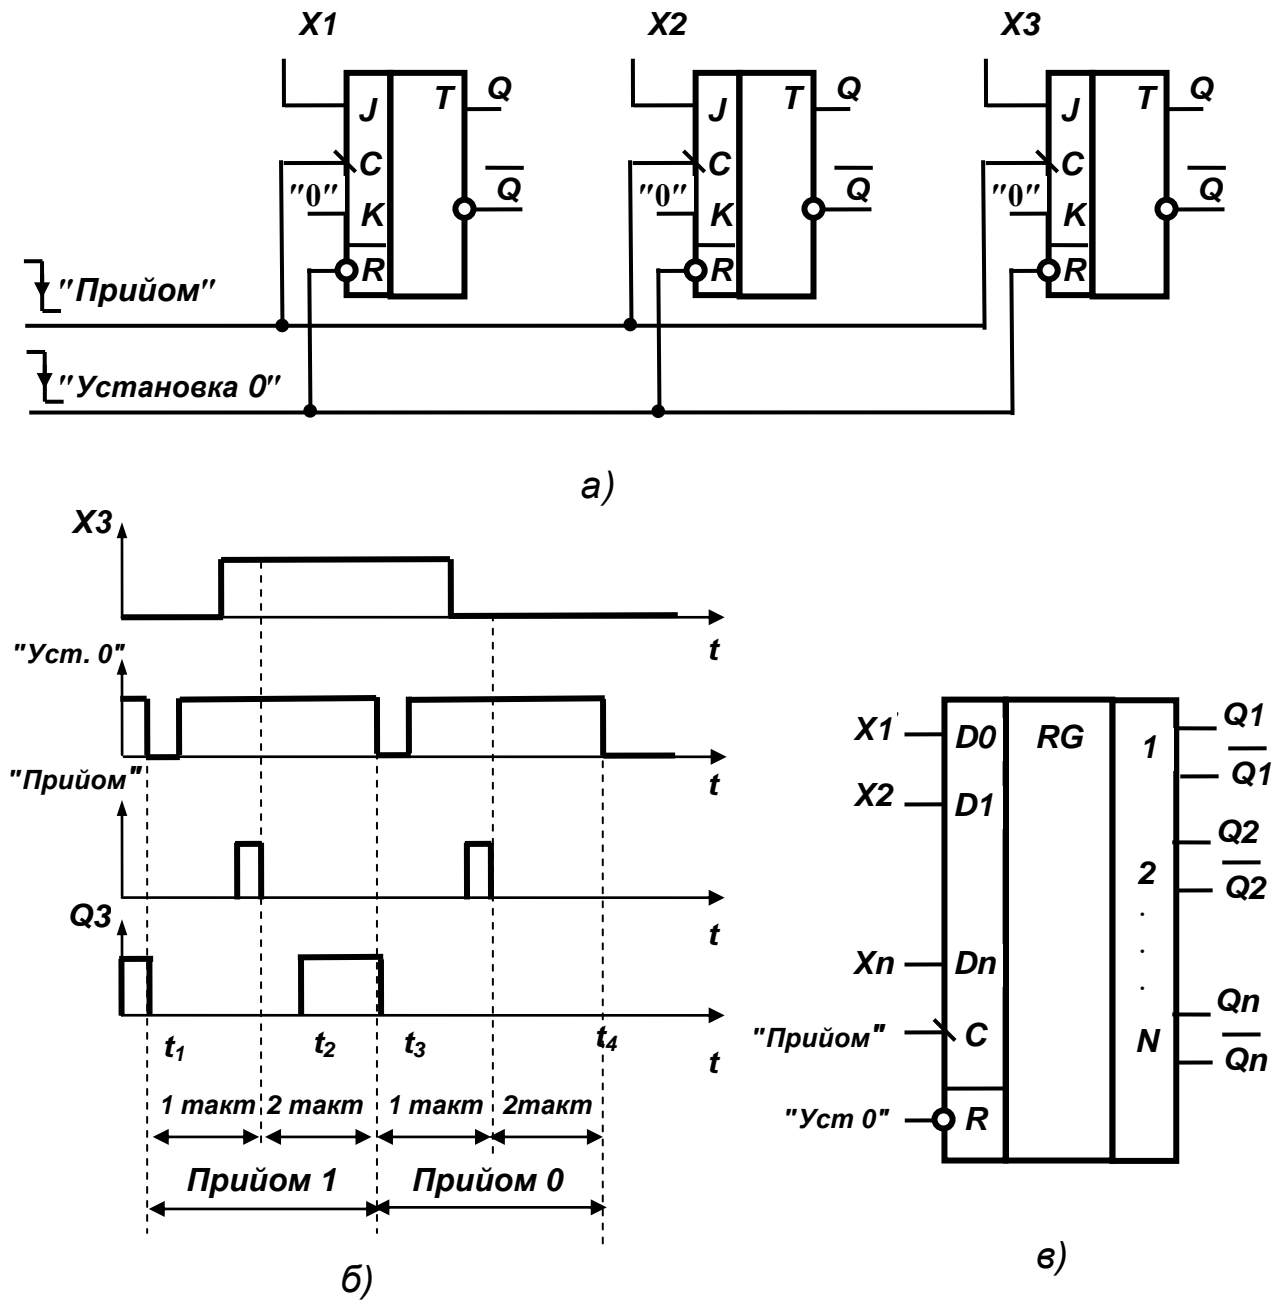 X1 X2 X3
J T Q J T Q J T Q
C C C
"0" K Q "0" K Q "0" K Q
R R R
"Прийом"
"Установка 0"
а)
X3
t
"Уст. 0"
t
"Прийом"
t
Q3
t1 t2 t3 t4
t
1 такт 2 такт 1 такт 2такт
Прийом 1 Прийом 0
б)
X1 D0 RG 1 Q1
Q1
X2 D1
2 Q2
Q2
.
.
.
.
Xn Dn
Qn
"Прийом" C N Qn
"Уст 0" R
в)